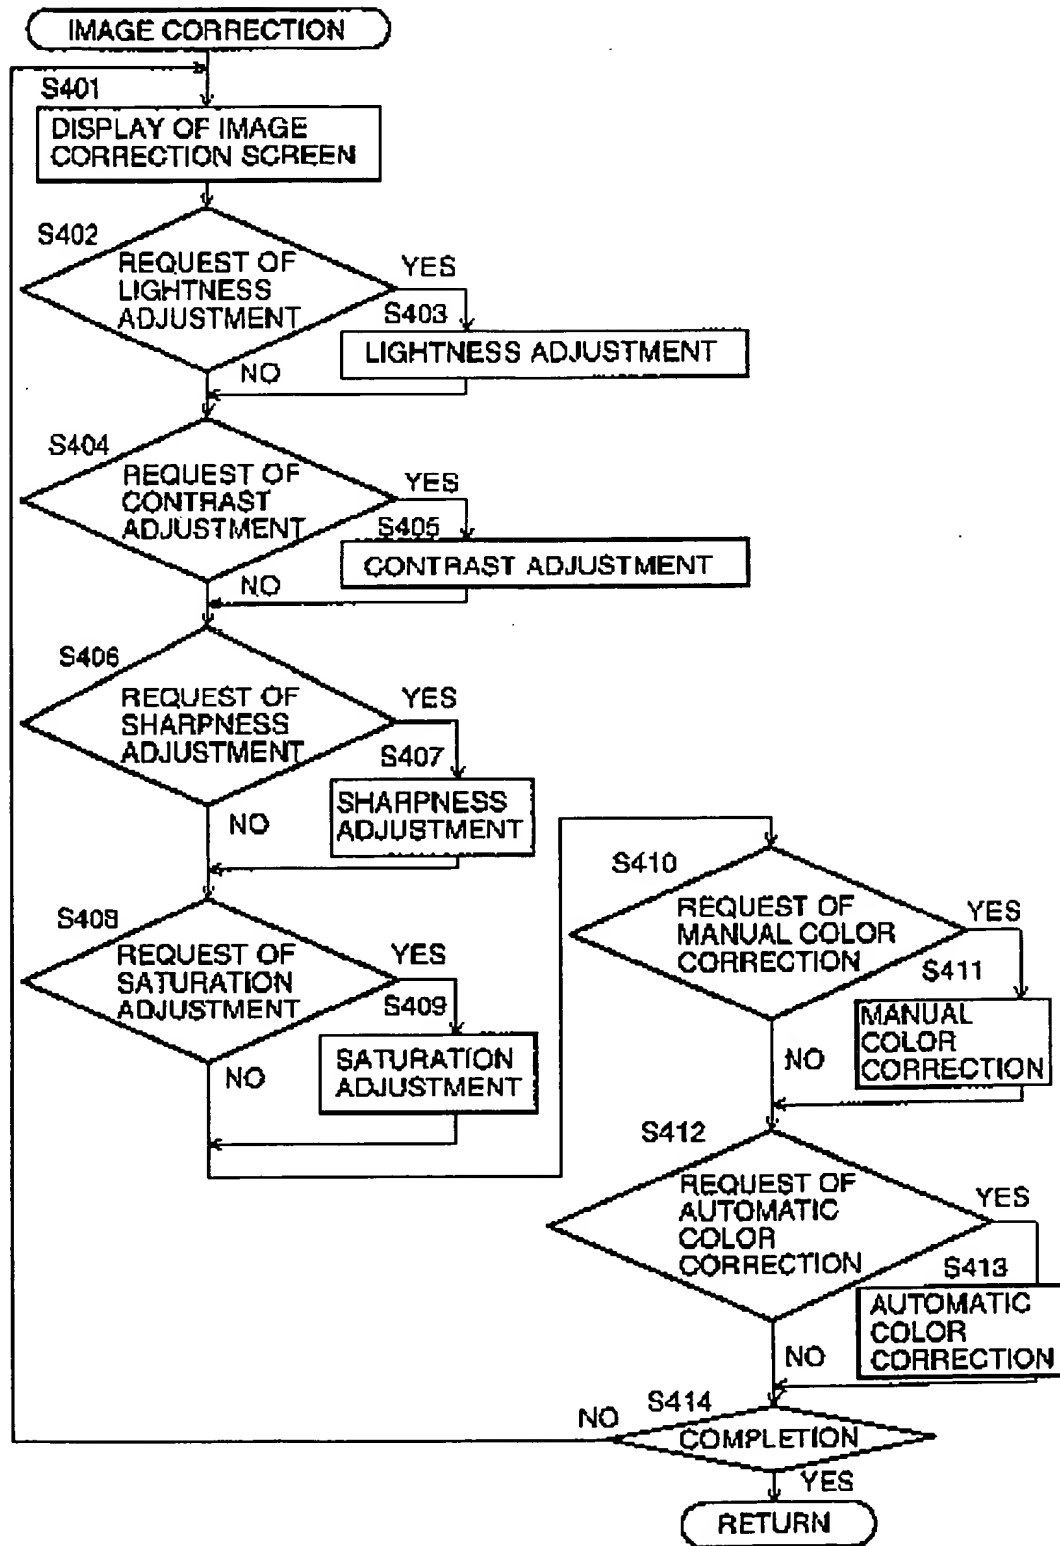 IMAGE CORRECTION
S401
DISPLAY OF IMAGE
CORRECTION SCREEN
S402
REQUEST OF
LIGHTNESS
ADJUSTMENT
YES
S403
LIGHTNESS ADJUSTMENT
NO
S404
REQUEST OF
CONTRAST
ADJUSTMENT
YES
S405
CONTRAST ADJUSTMENT
NO
S406
REQUEST OF
SHARPNESS
ADJUSTMENT
YES
S407
SHARPNESS
ADJUSTMENT
NO
S408
REQUEST OF
SATURATION
ADJUSTMENT
YES
S409
SATURATION
ADJUSTMENT
NO
S410
REQUEST OF
MANUAL COLOR
CORRECTION
YES
S411
MANUAL
COLOR
CORRECTION
NO
S412
REQUEST OF
AUTOMATIC
COLOR
CORRECTION
YES
S413
AUTOMATIC
COLOR
CORRECTION
NO
S414
COMPLETION
NO
YES
RETURN